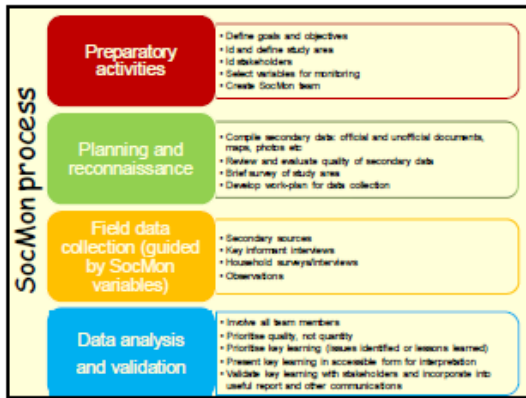 SocMon process
Preparatory
activities
• Define goals and objectives
• Id and define study area
• Id stakeholders
• Select variables for monitoring
• Create SocMon team
Planning and
reconnaissance
• Compile secondary data: official and unofficial documents,
maps, photos etc
• Review and evaluate quality of secondary data
• Brief survey of study area
• Develop work-plan for data collection
Field data
collection (guided
by SocMon
variables)
• Secondary sources
• Key informant interviews
• Household surveys/interviews
• Observations
Data analysis
and validation
• Involve all team members
• Prioritise quality, not quantity
• Prioritise key learning (issues identified or lessons learned)
• Present key learning in accessible form for interpretation
• Validate key learning with stakeholders and incorporate into
useful report and other communications